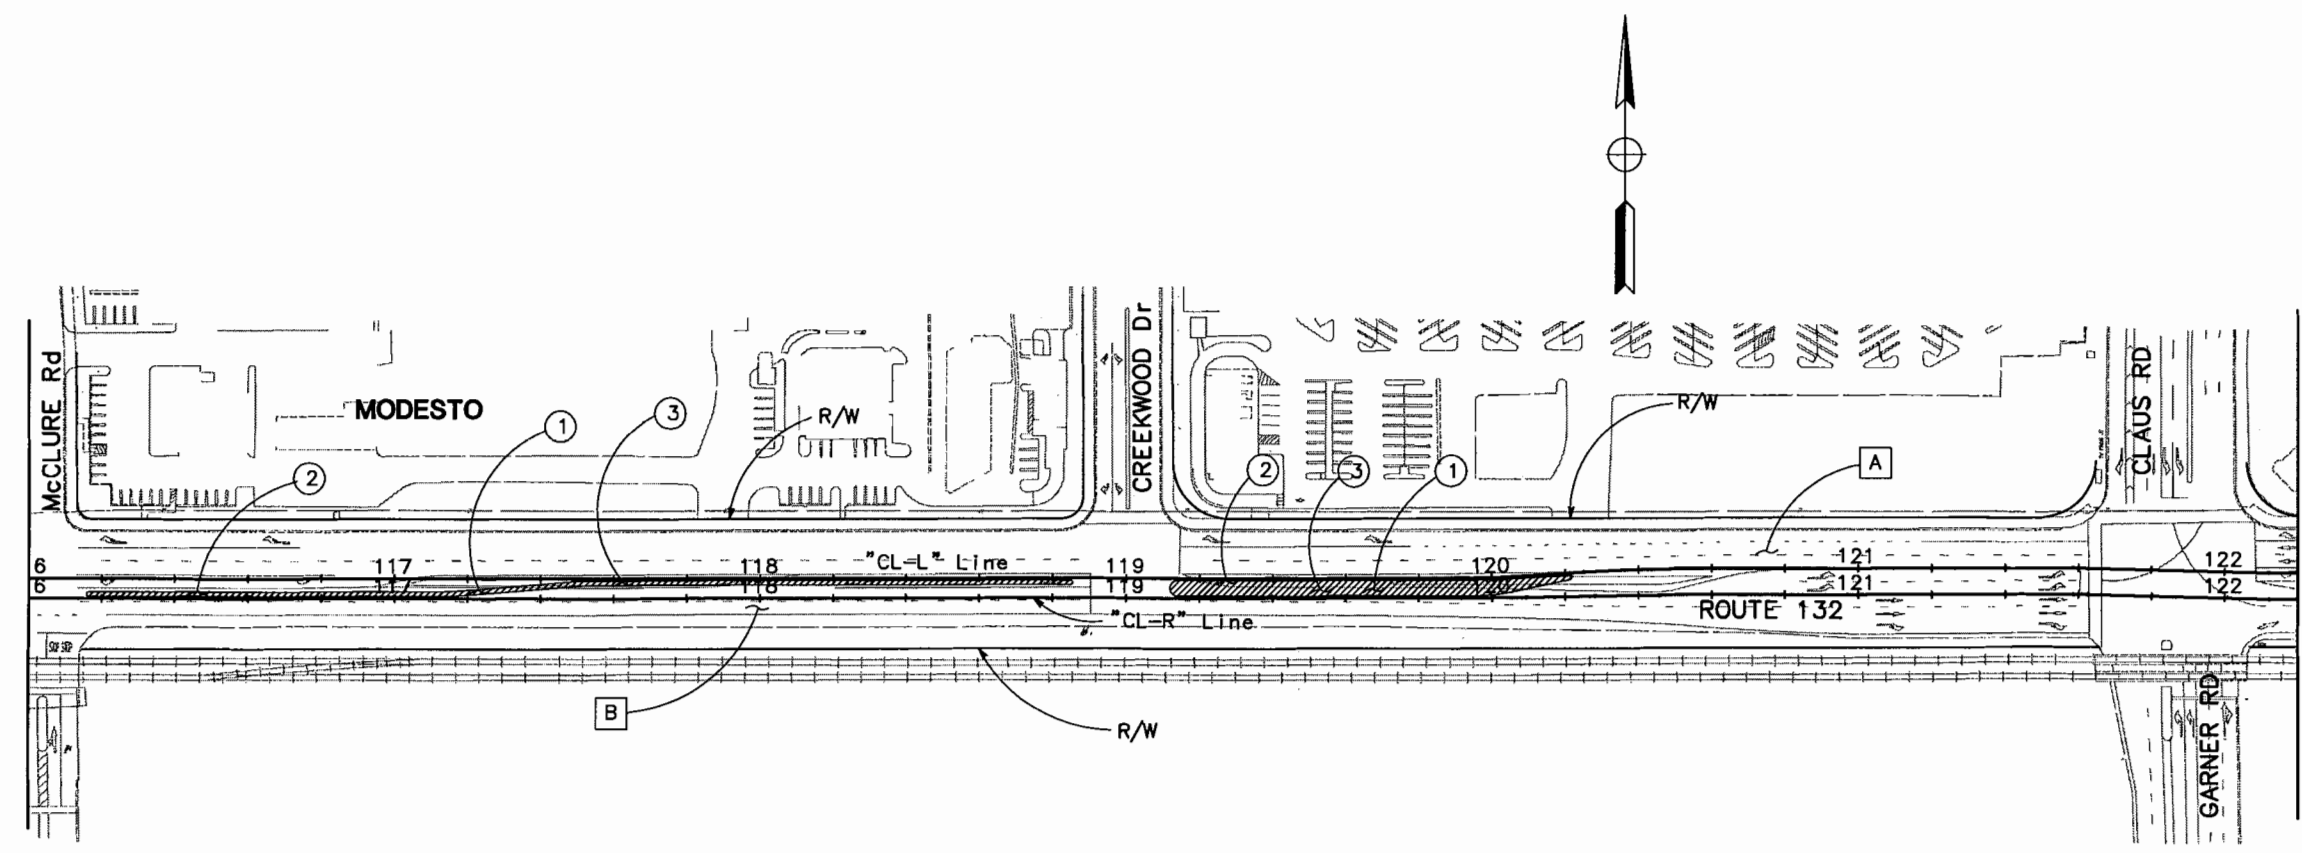 McCLURE Rd
MODESTO
1
3
2
R/W
CREEKWOOD Dr
2
3
1
R/W
A
CLAUS RD
6
117
118
"CL-L" Line
119
120
121
122
6
117
118
119
121
122
"CL-R" Line
ROUTE 132
B
R/W
GARNER RD